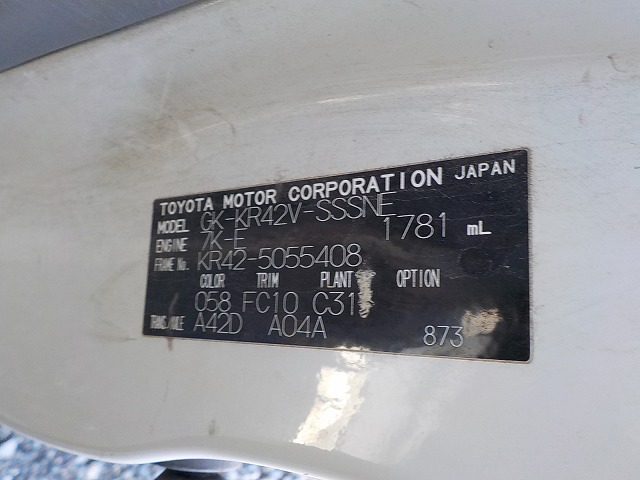 TOYOTA MOTOR CORPORATION JAPAN
MODEL GK-KR42V-SSSNE
ENGINE 7K-E 1781 mL
FRAME No. KR42-5055408
COLOR TRIM PLANT OPTION
058 FC10 C31
TRANS/AXLE A42D A04A 873